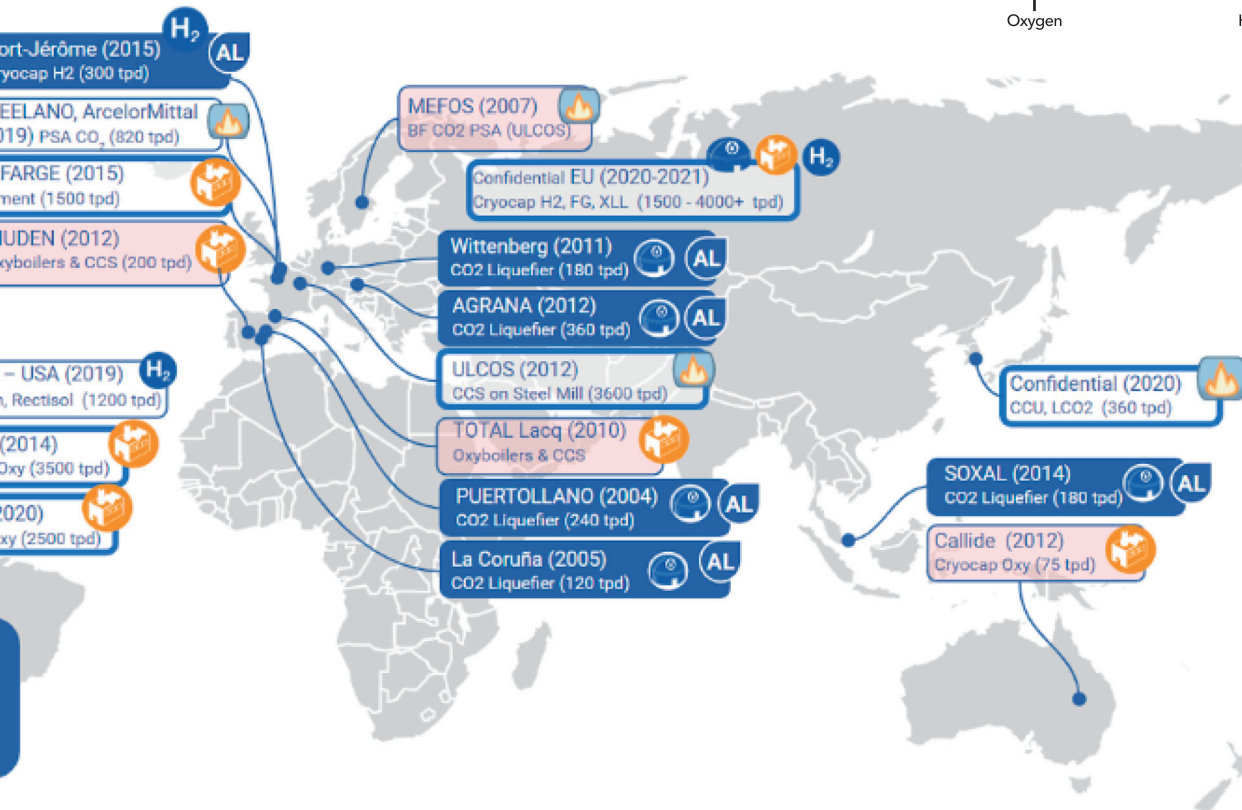 Oxygen
H
H2
ort-Jérôme (2015)
AL
ryocap H2 (300 tpd)
EELANO, ArcelorMittal
019) PSA CO2 (820 tpd)
FARGE (2015)
ment (1500 tpd)
IUDEN (2012)
xyboilers & CCS (200 tpd)
– USA (2019)
H2
n, Rectisol (1200 tpd)
(2014)
Oxy (3500 tpd)
2020)
xy (2500 tpd)
MEFOS (2007)
BF CO2 PSA (ULCOS)
H2
Confidential EU (2020-2021)
Cryocap H2, FG, XLL (1500 - 4000+ tpd)
Wittenberg (2011)
CO2 Liquefier (180 tpd)
AL
AGRANA (2012)
CO2 Liquefier (360 tpd)
AL
ULCOS (2012)
CCS on Steel Mill (3600 tpd)
TOTAL Lacq (2010)
Oxyboilers & CCS
PUERTOLLANO (2004)
CO2 Liquefier (240 tpd)
AL
La Coruña (2005)
CO2 Liquefier (120 tpd)
AL
Confidential (2020)
CCU, LCO2 (360 tpd)
SOXAL (2014)
CO2 Liquefier (180 tpd)
AL
Callide (2012)
Cryocap Oxy (75 tpd)